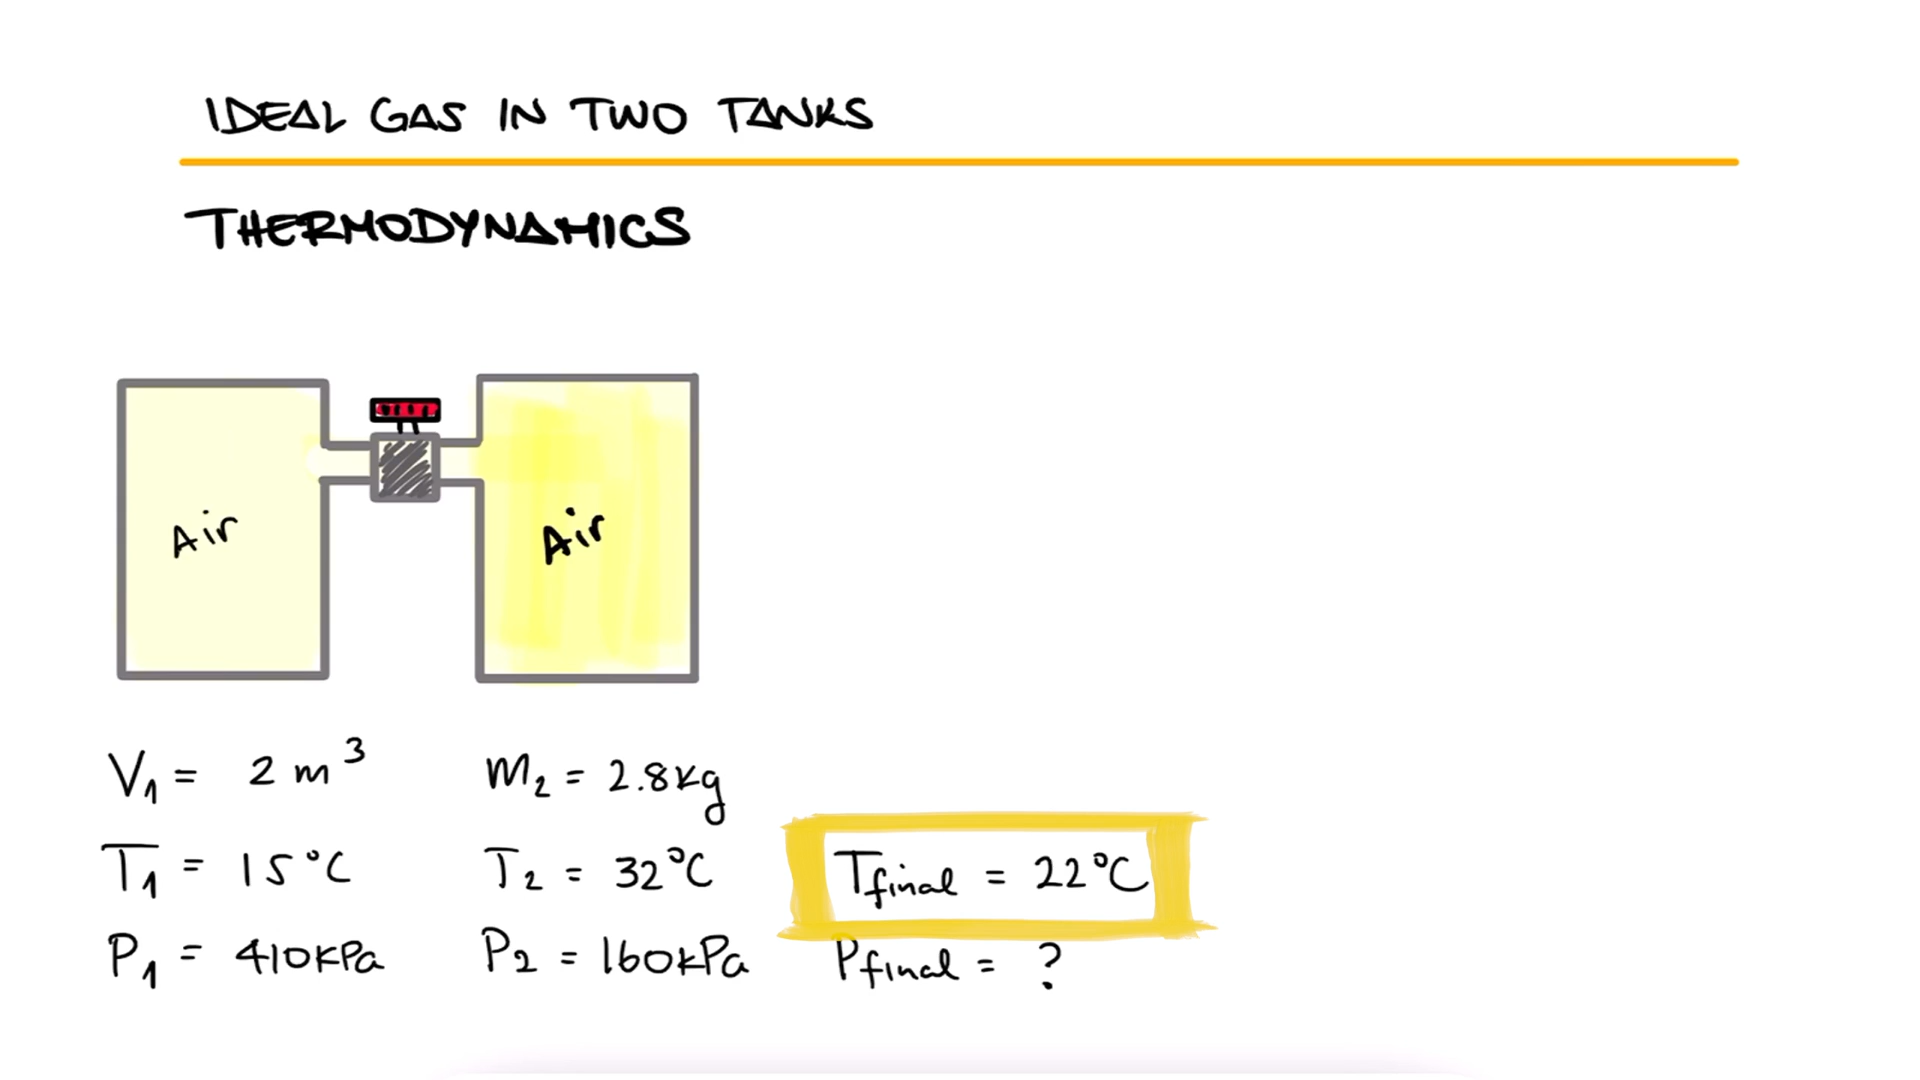 IDEAL GAS IN TWO TANKS
THERMODYNAMICS
Air
Air
V₁ = 2 m³
m₂ = 2.8kg
T₁ = 15°C
T₂ = 32°C
Tfinal = 22°C
P₁ = 410kPa
P₂ = 160kPa
Pfinal = ?